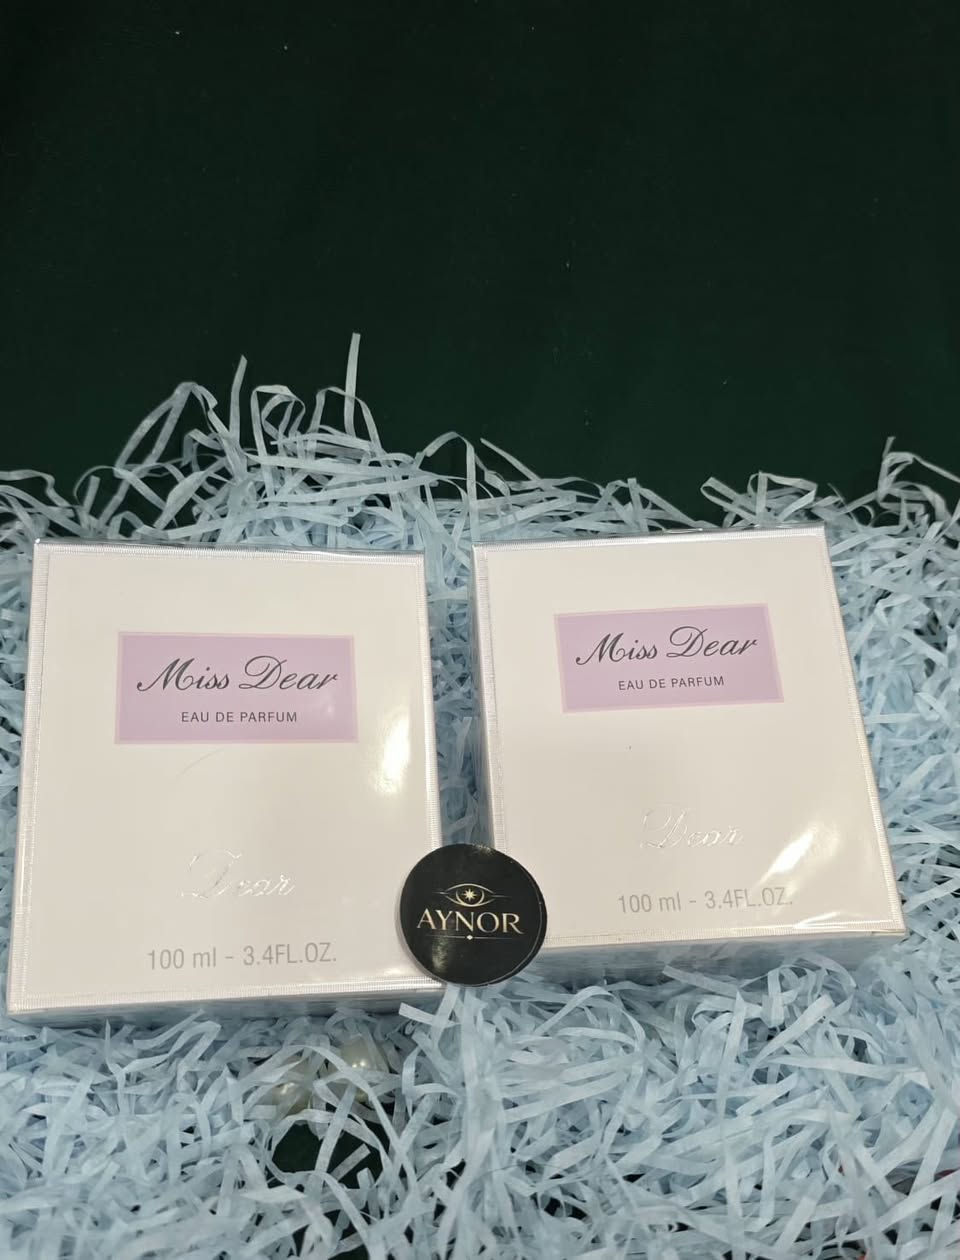 Miss Dear
EAU DE PARFUM
Dear
100 ml - 3.4FL.OZ.
Miss Dear
EAU DE PARFUM
Dear
100 ml - 3.4FL.OZ.
AYNOR